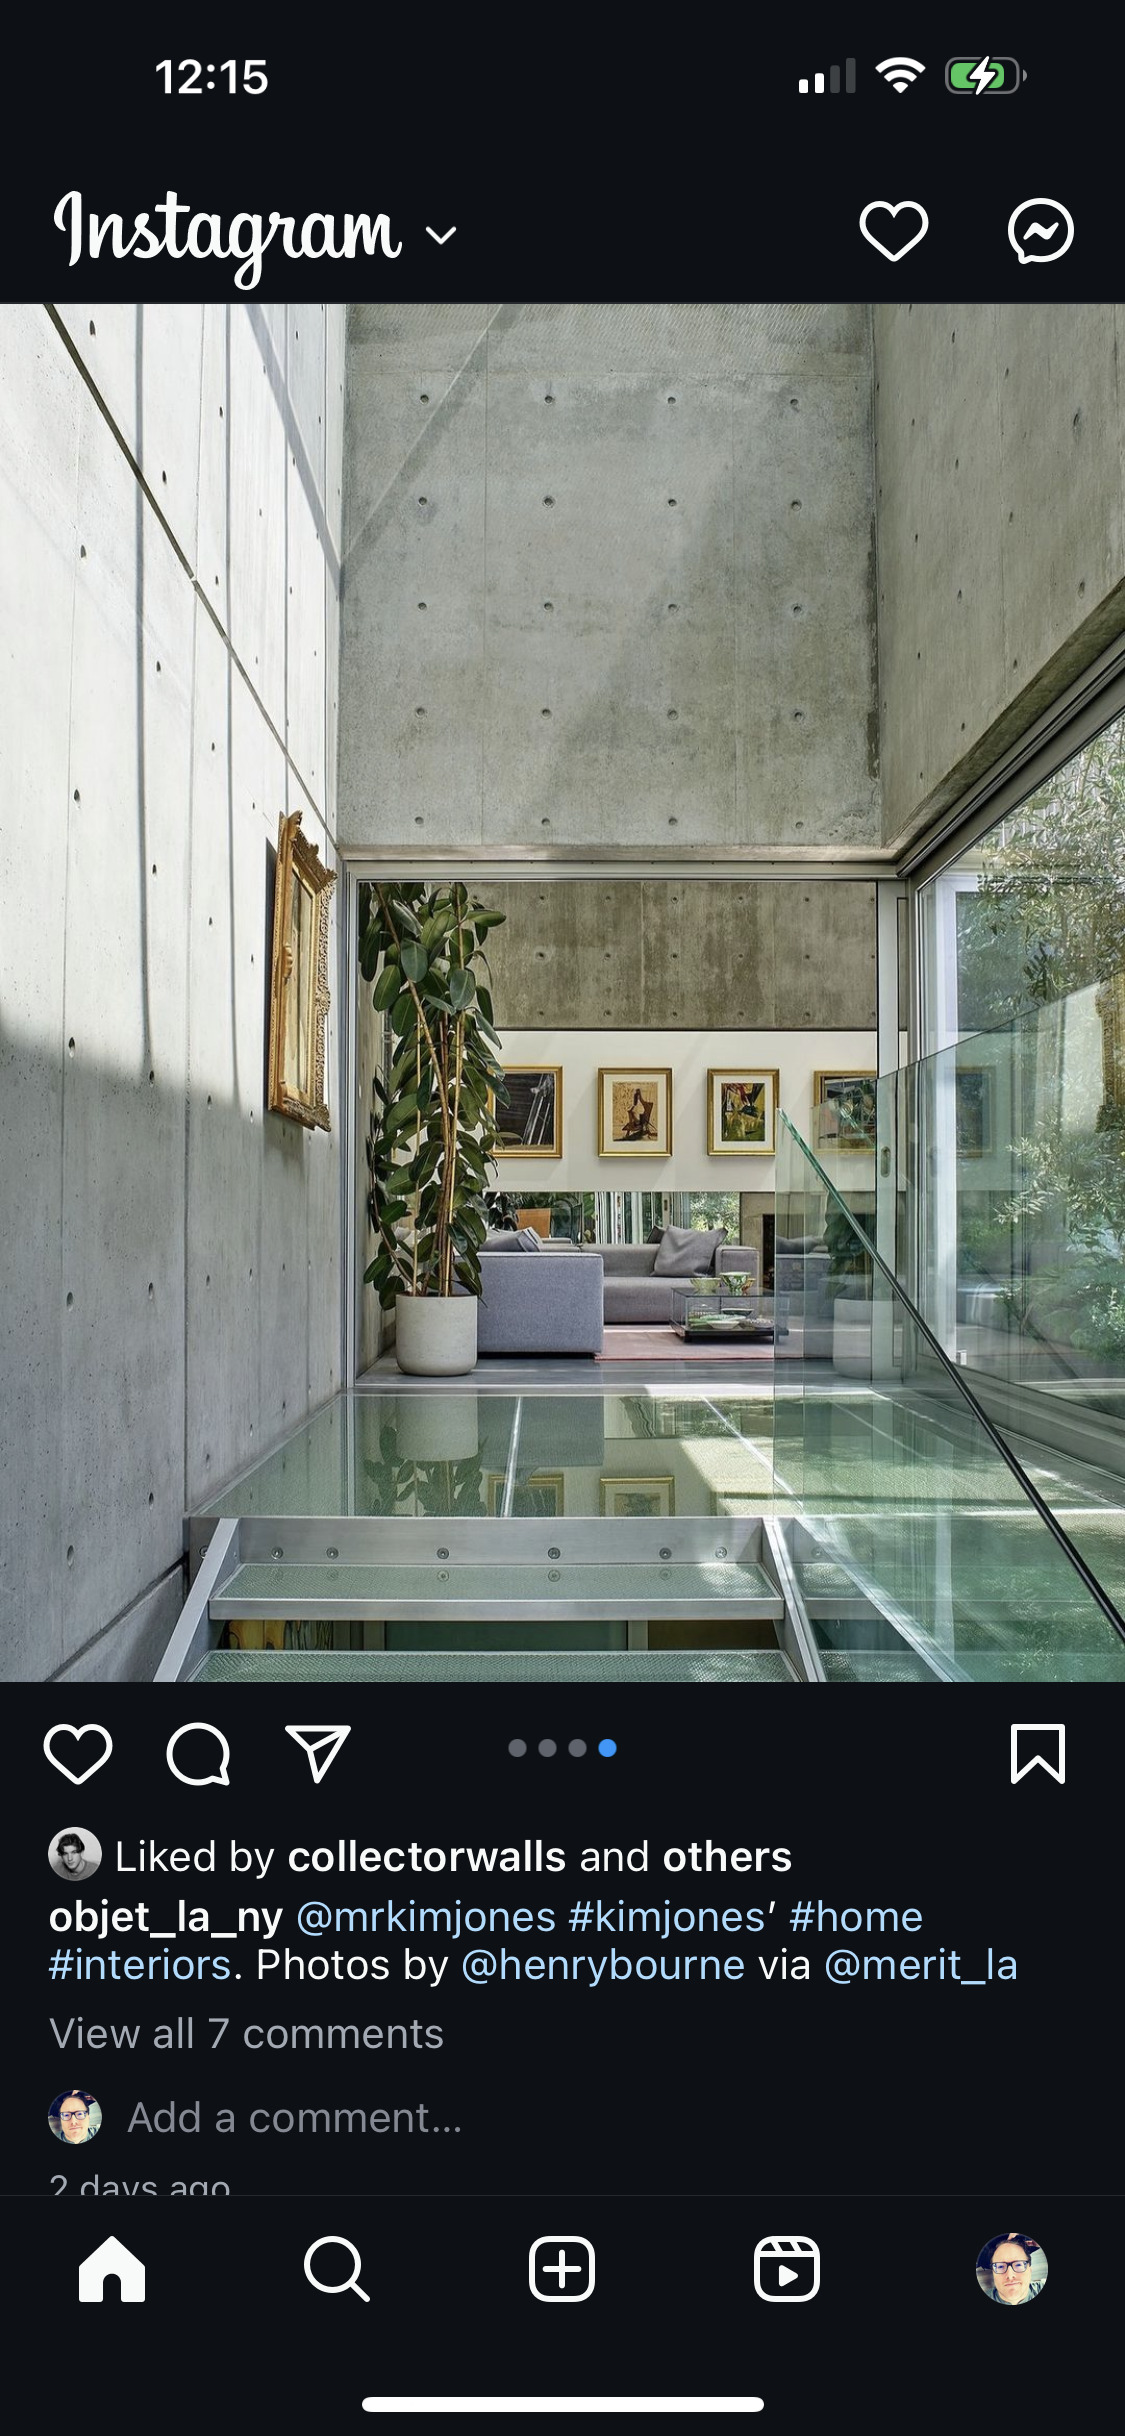 12:15
Instagram
Liked by collectorwalls and others
objet_la_ny @mrkimjones #kimjones’ #home
#interiors. Photos by @henrybourne via @merit_la
View all 7 comments
Add a comment...
2 days ago